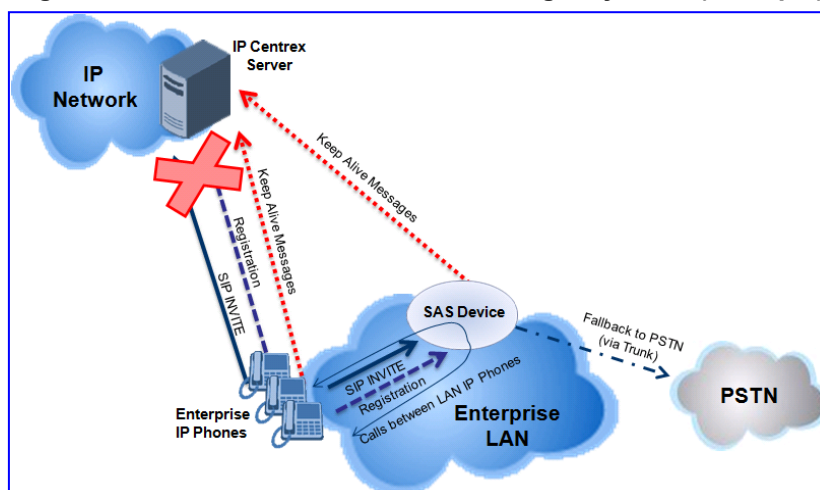 IP Centrex
Server
IP
Network
Keep Alive Messages
Keep Alive Messages
Registration
SIP INVITE
SAS Device
Fallback to PSTN
(via Trunk)
SIP INVITE
Registration
Calls between LAN IP Phones
Enterprise
IP Phones
Enterprise
LAN
PSTN